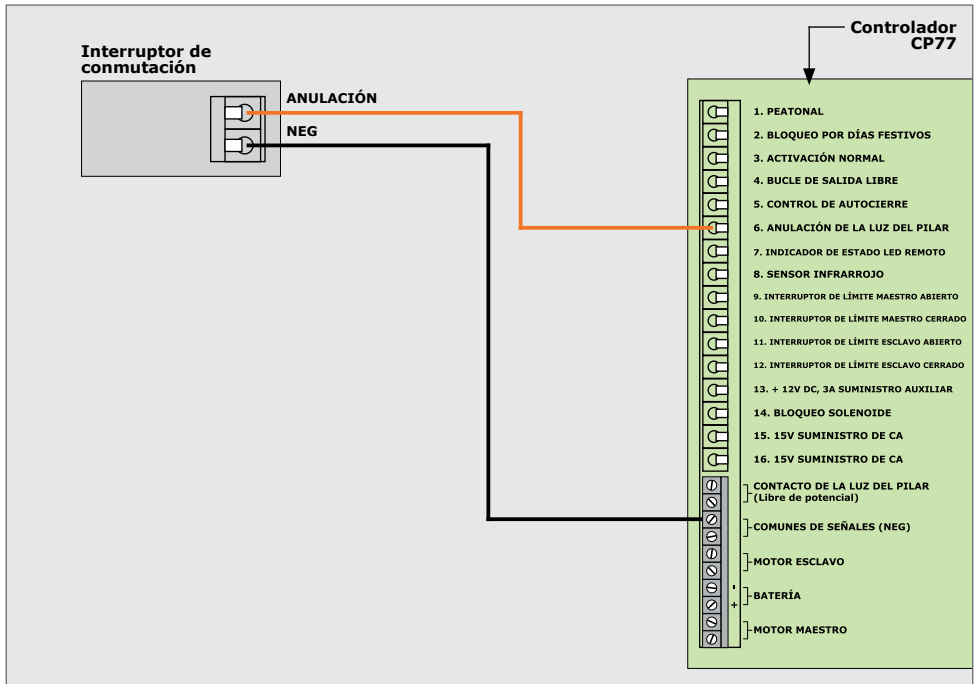 Controlador
CP77
Interruptor de
conmutación
ANULACIÓN
NEG
1. PEATONAL
2. BLOQUEO POR DÍAS FESTIVOS
3. ACTIVACIÓN NORMAL
4. BUCLE DE SALIDA LIBRE
5. CONTROL DE AUTOCIERRE
6. ANULACIÓN DE LA LUZ DEL PILAR
7. INDICADOR DE ESTADO LED REMOTO
8. SENSOR INFRARROJO
9. INTERRUPTOR DE LÍMITE MAESTRO ABIERTO
10. INTERRUPTOR DE LÍMITE MAESTRO CERRADO
11. INTERRUPTOR DE LÍMITE ESCLAVO ABIERTO
12. INTERRUPTOR DE LÍMITE ESCLAVO CERRADO
13. + 12V DC, 3A SUMINISTRO AUXILIAR
14. BLOQUEO SOLENOIDE
15. 15V SUMINISTRO DE CA
16. 15V SUMINISTRO DE CA
CONTACTO DE LA LUZ DEL PILAR
(Libre de potencial)
COMUNES DE SEÑALES (NEG)
MOTOR ESCLAVO
-
BATERÍA
+
MOTOR MAESTRO